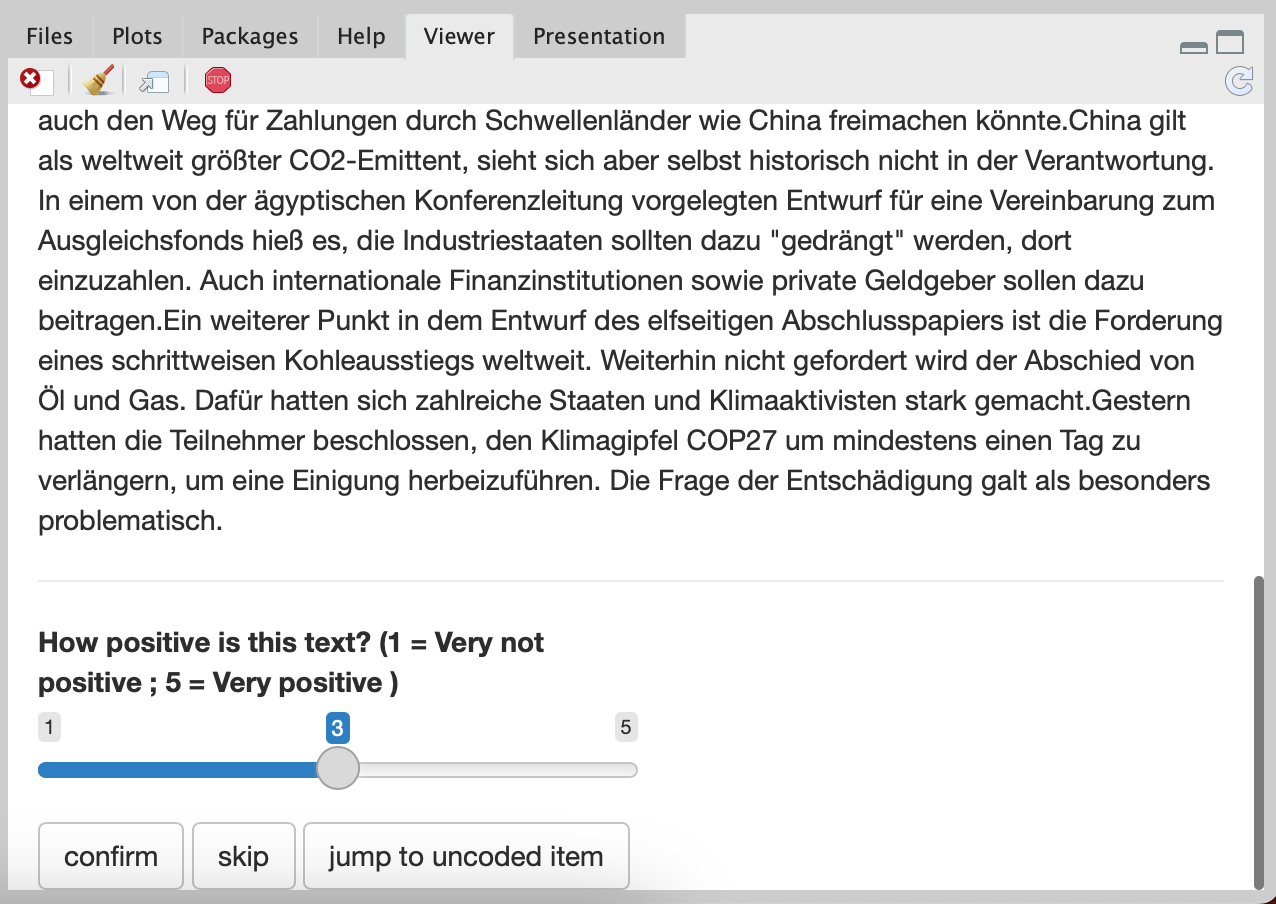 Files Plots Packages Help Viewer Presentation
STOP
auch den Weg für Zahlungen durch Schwellenländer wie China freimachen könnte.China gilt
als weltweit größter CO2-Emittent, sieht sich aber selbst historisch nicht in der Verantwortung.
In einem von der ägyptischen Konferenzleitung vorgelegten Entwurf für eine Vereinbarung zum
Ausgleichsfonds hieß es, die Industriestaaten sollten dazu "gedrängt" werden, dort
einzuzahlen. Auch internationale Finanzinstitutionen sowie private Geldgeber sollen dazu
beitragen.Ein weiterer Punkt in dem Entwurf des elfseitigen Abschlusspapiers ist die Forderung
eines schrittweisen Kohleausstiegs weltweit. Weiterhin nicht gefordert wird der Abschied von
Öl und Gas. Dafür hatten sich zahlreiche Staaten und Klimaaktivisten stark gemacht.Gestern
hatten die Teilnehmer beschlossen, den Klimagipfel COP27 um mindestens einen Tag zu
verlängern, um eine Einigung herbeizuführen. Die Frage der Entschädigung galt als besonders
problematisch.
How positive is this text? (1 = Very not
positive ; 5 = Very positive )
1 3 5
confirm skip jump to uncoded item